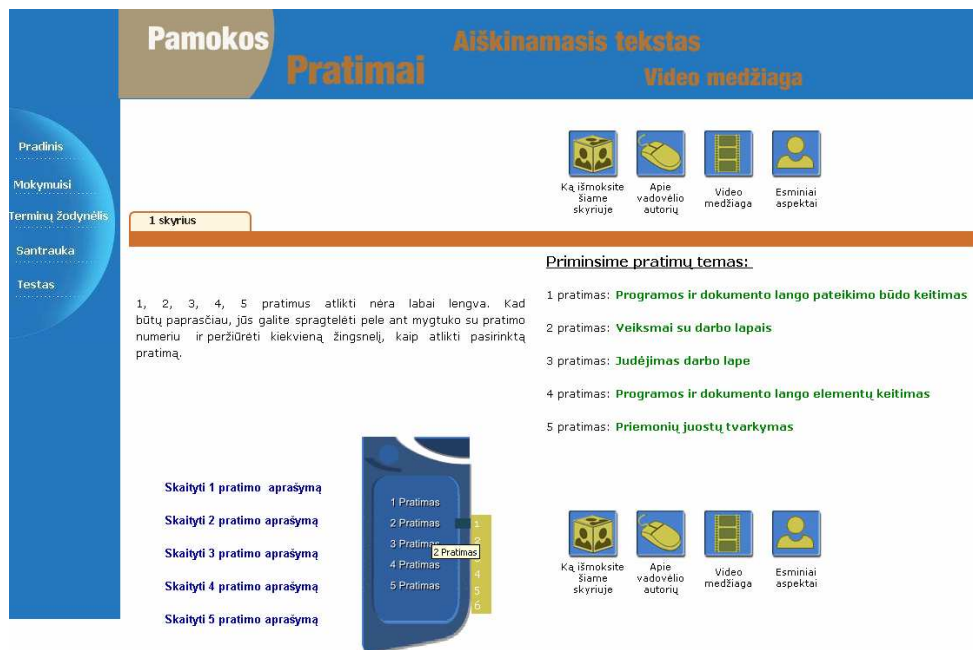 Pamokos
Pratimai
Aiškinamasis tekstas
Video medžiaga
Pradinis
Mokymuisi
Terminų žodynėlis
Santrauka
Testas
Ką išmoksite
šiame
skyriuje
Apie
vadovėlio
autorių
Video
medžiaga
Esminiai
aspektai
1 skyrius
1, 2, 3, 4, 5 pratimus atlikti nėra labai lengva. Kad
būtų paprasčiau, jūs galite spragtelėti pele ant mygtuko su pratimo
numeriu ir peržiūrėti kiekvieną žingsnelį, kaip atlikti pasirinktą
pratimą.
Priminsime pratimų temas:
1 pratimas: Programos ir dokumento lango pateikimo būdo keitimas
2 pratimas: Veiksmai su darbo lapais
3 pratimas: Judėjimas darbo lape
4 pratimas: Programos ir dokumento lango elementų keitimas
5 pratimas: Priemonių juostų tvarkymas
Skaityti 1 pratimo aprašymą
Skaityti 2 pratimo aprašymą
Skaityti 3 pratimo aprašymą
Skaityti 4 pratimo aprašymą
Skaityti 5 pratimo aprašymą
1 Pratimas
2 Pratimas
3 Pratimas
4 Pratimas
5 Pratimas
2 Pratimas
1
4
5
6
Ką išmoksite
šiame
skyriuje
Apie
vadovėlio
autorių
Video
medžiaga
Esminiai
aspektai